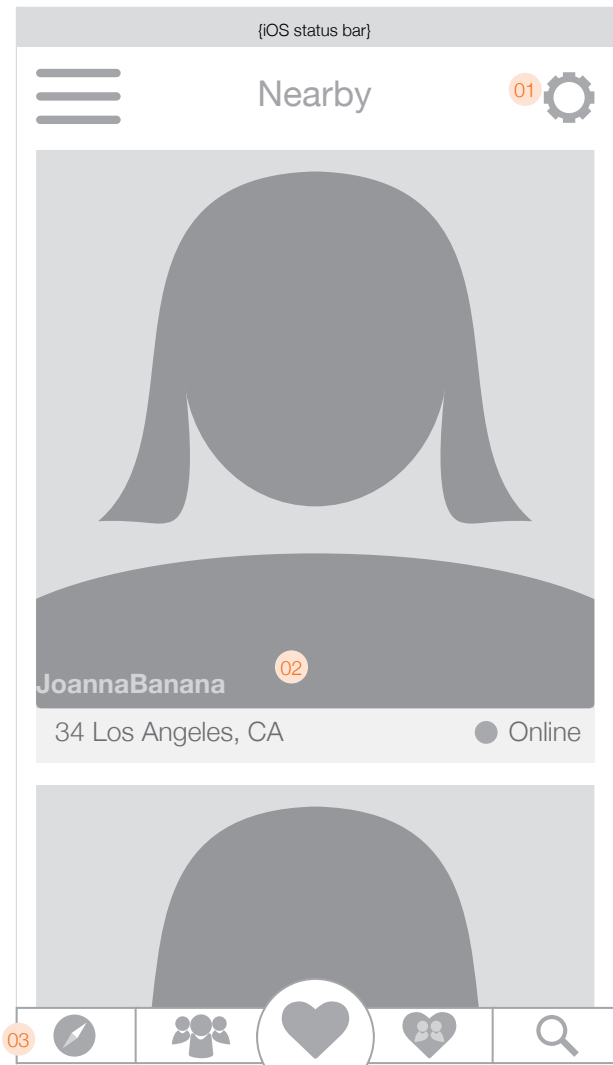 {iOS status bar}
Nearby
01
02
JoannaBanana
34 Los Angeles, CA
Online
03